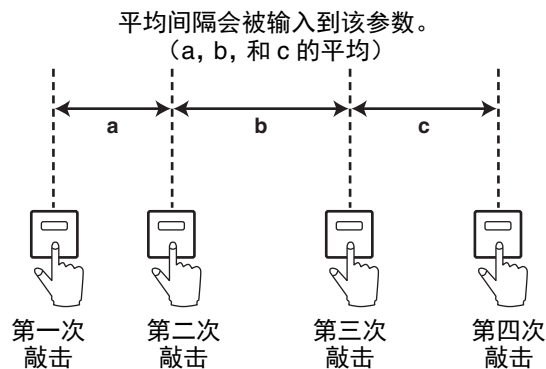 平均间隔会被输入到该参数。
（a, b, 和 c 的平均）
a b c
第一次 第二次 第三次 第四次
敲击 敲击 敲击 敲击